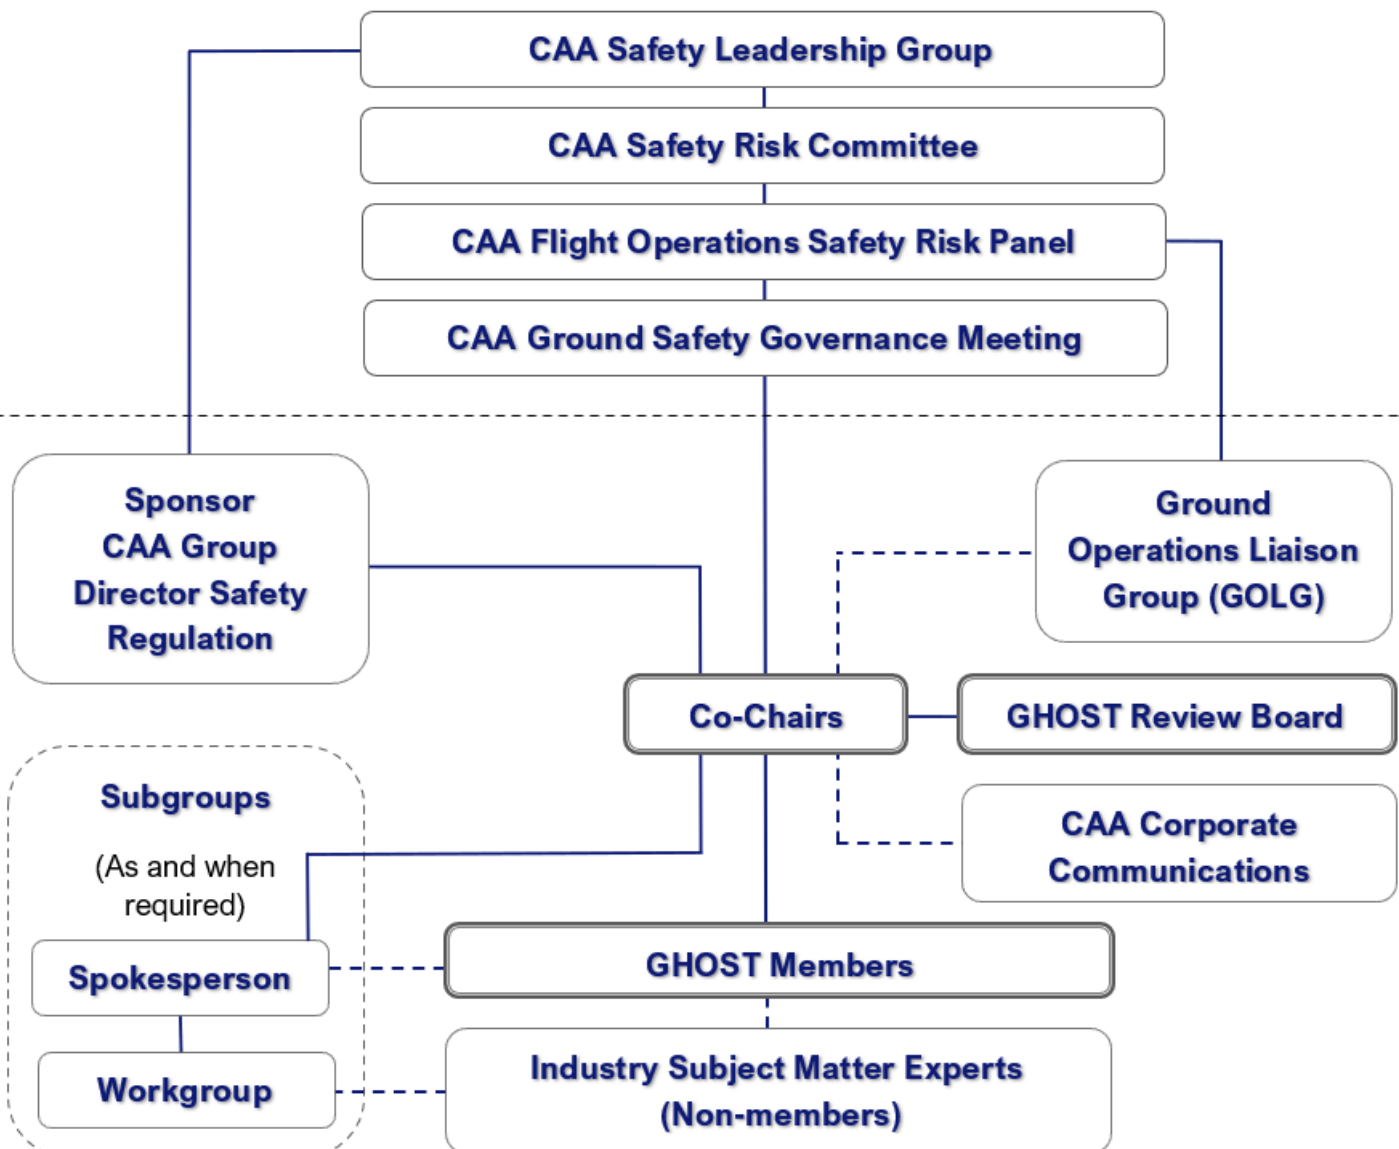 CAA Safety Leadership Group
CAA Safety Risk Committee
CAA Flight Operations Safety Risk Panel
CAA Ground Safety Governance Meeting
Sponsor
CAA Group
Director Safety
Regulation
Ground
Operations Liaison
Group (GOLG)
Co-Chairs
GHOST Review Board
CAA Corporate
Communications
Subgroups
(As and when
required)
Spokesperson
Workgroup
GHOST Members
Industry Subject Matter Experts
(Non-members)